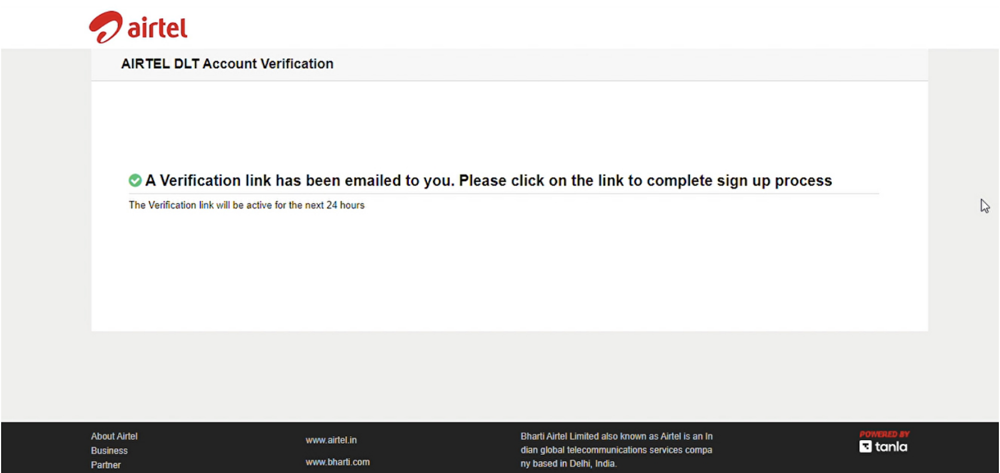 airtel
AIRTEL DLT Account Verification
A Verification link has been emailed to you. Please click on the link to complete sign up process
The Verification link will be active for the next 24 hours
About Airtel
Business
Partner
www.airtel.in
www.bharti.com
Bharti Airtel Limited also known as Airtel is an In
dian global telecommunications services compa
ny based in Delhi, India.
POWERED BY
tanla